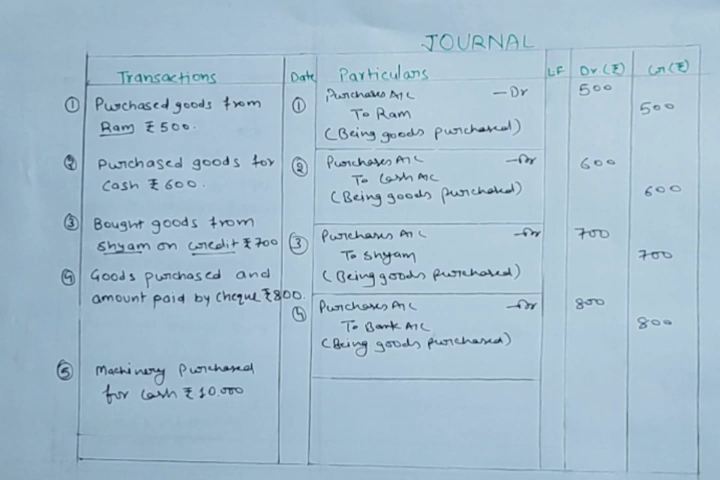 JOURNAL
Transactions Date Particulars LF Dr (₹) Cr (₹)
① Purchased goods from
Ram ₹ 500.
② Purchased goods for
cash ₹ 600.
③ Bought goods from
Shyam on credit ₹ 700
④ Goods purchased and
amount paid by cheque ₹800.
⑤ Machinery purchased
for cash ₹ 10.000
① Purchases A/c — Dr 500
To Ram 500
(Being goods purchased)
② Purchases A/c — Dr 600
To Cash A/c 600
(Being goods purchased)
③ Purchases A/c — Dr 700
To Shyam 700
(Being goods purchased)
④ Purchases A/c — Dr 800
To Bank A/c 800
(Being goods purchased)